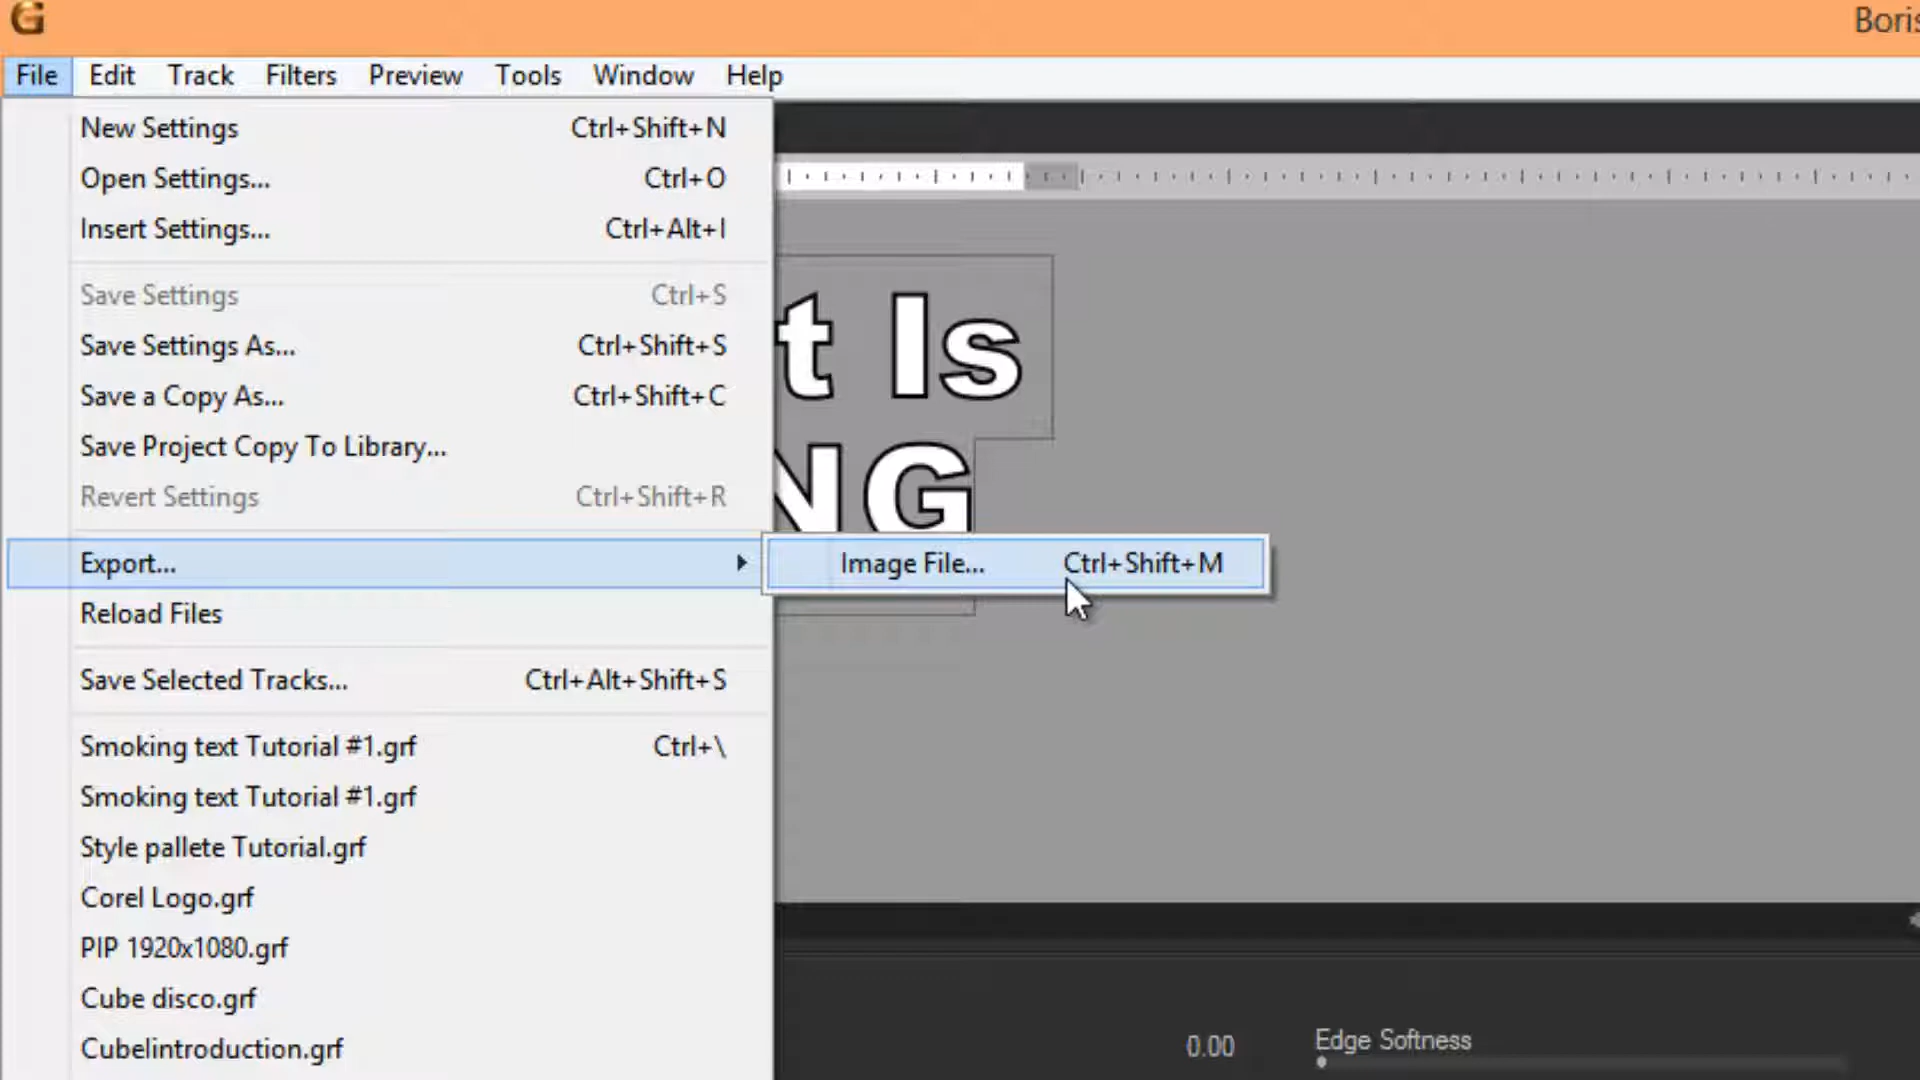 Boris
File Edit Track Filters Preview Tools Window Help
New Settings Ctrl+Shift+N
Open Settings... Ctrl+O
Insert Settings... Ctrl+Alt+I
Save Settings Ctrl+S
Save Settings As... Ctrl+Shift+S
Save a Copy As... Ctrl+Shift+C
Save Project Copy To Library...
Revert Settings Ctrl+Shift+R
Export...
Image File... Ctrl+Shift+M
Reload Files
Save Selected Tracks... Ctrl+Alt+Shift+S
Smoking text Tutorial #1.grf Ctrl+\
Smoking text Tutorial #1.grf
Style pallete Tutorial.grf
Corel Logo.grf
PIP 1920x1080.grf
Cube disco.grf
Cubelintroduction.grf
t Is
NG
0.00 Edge Softness